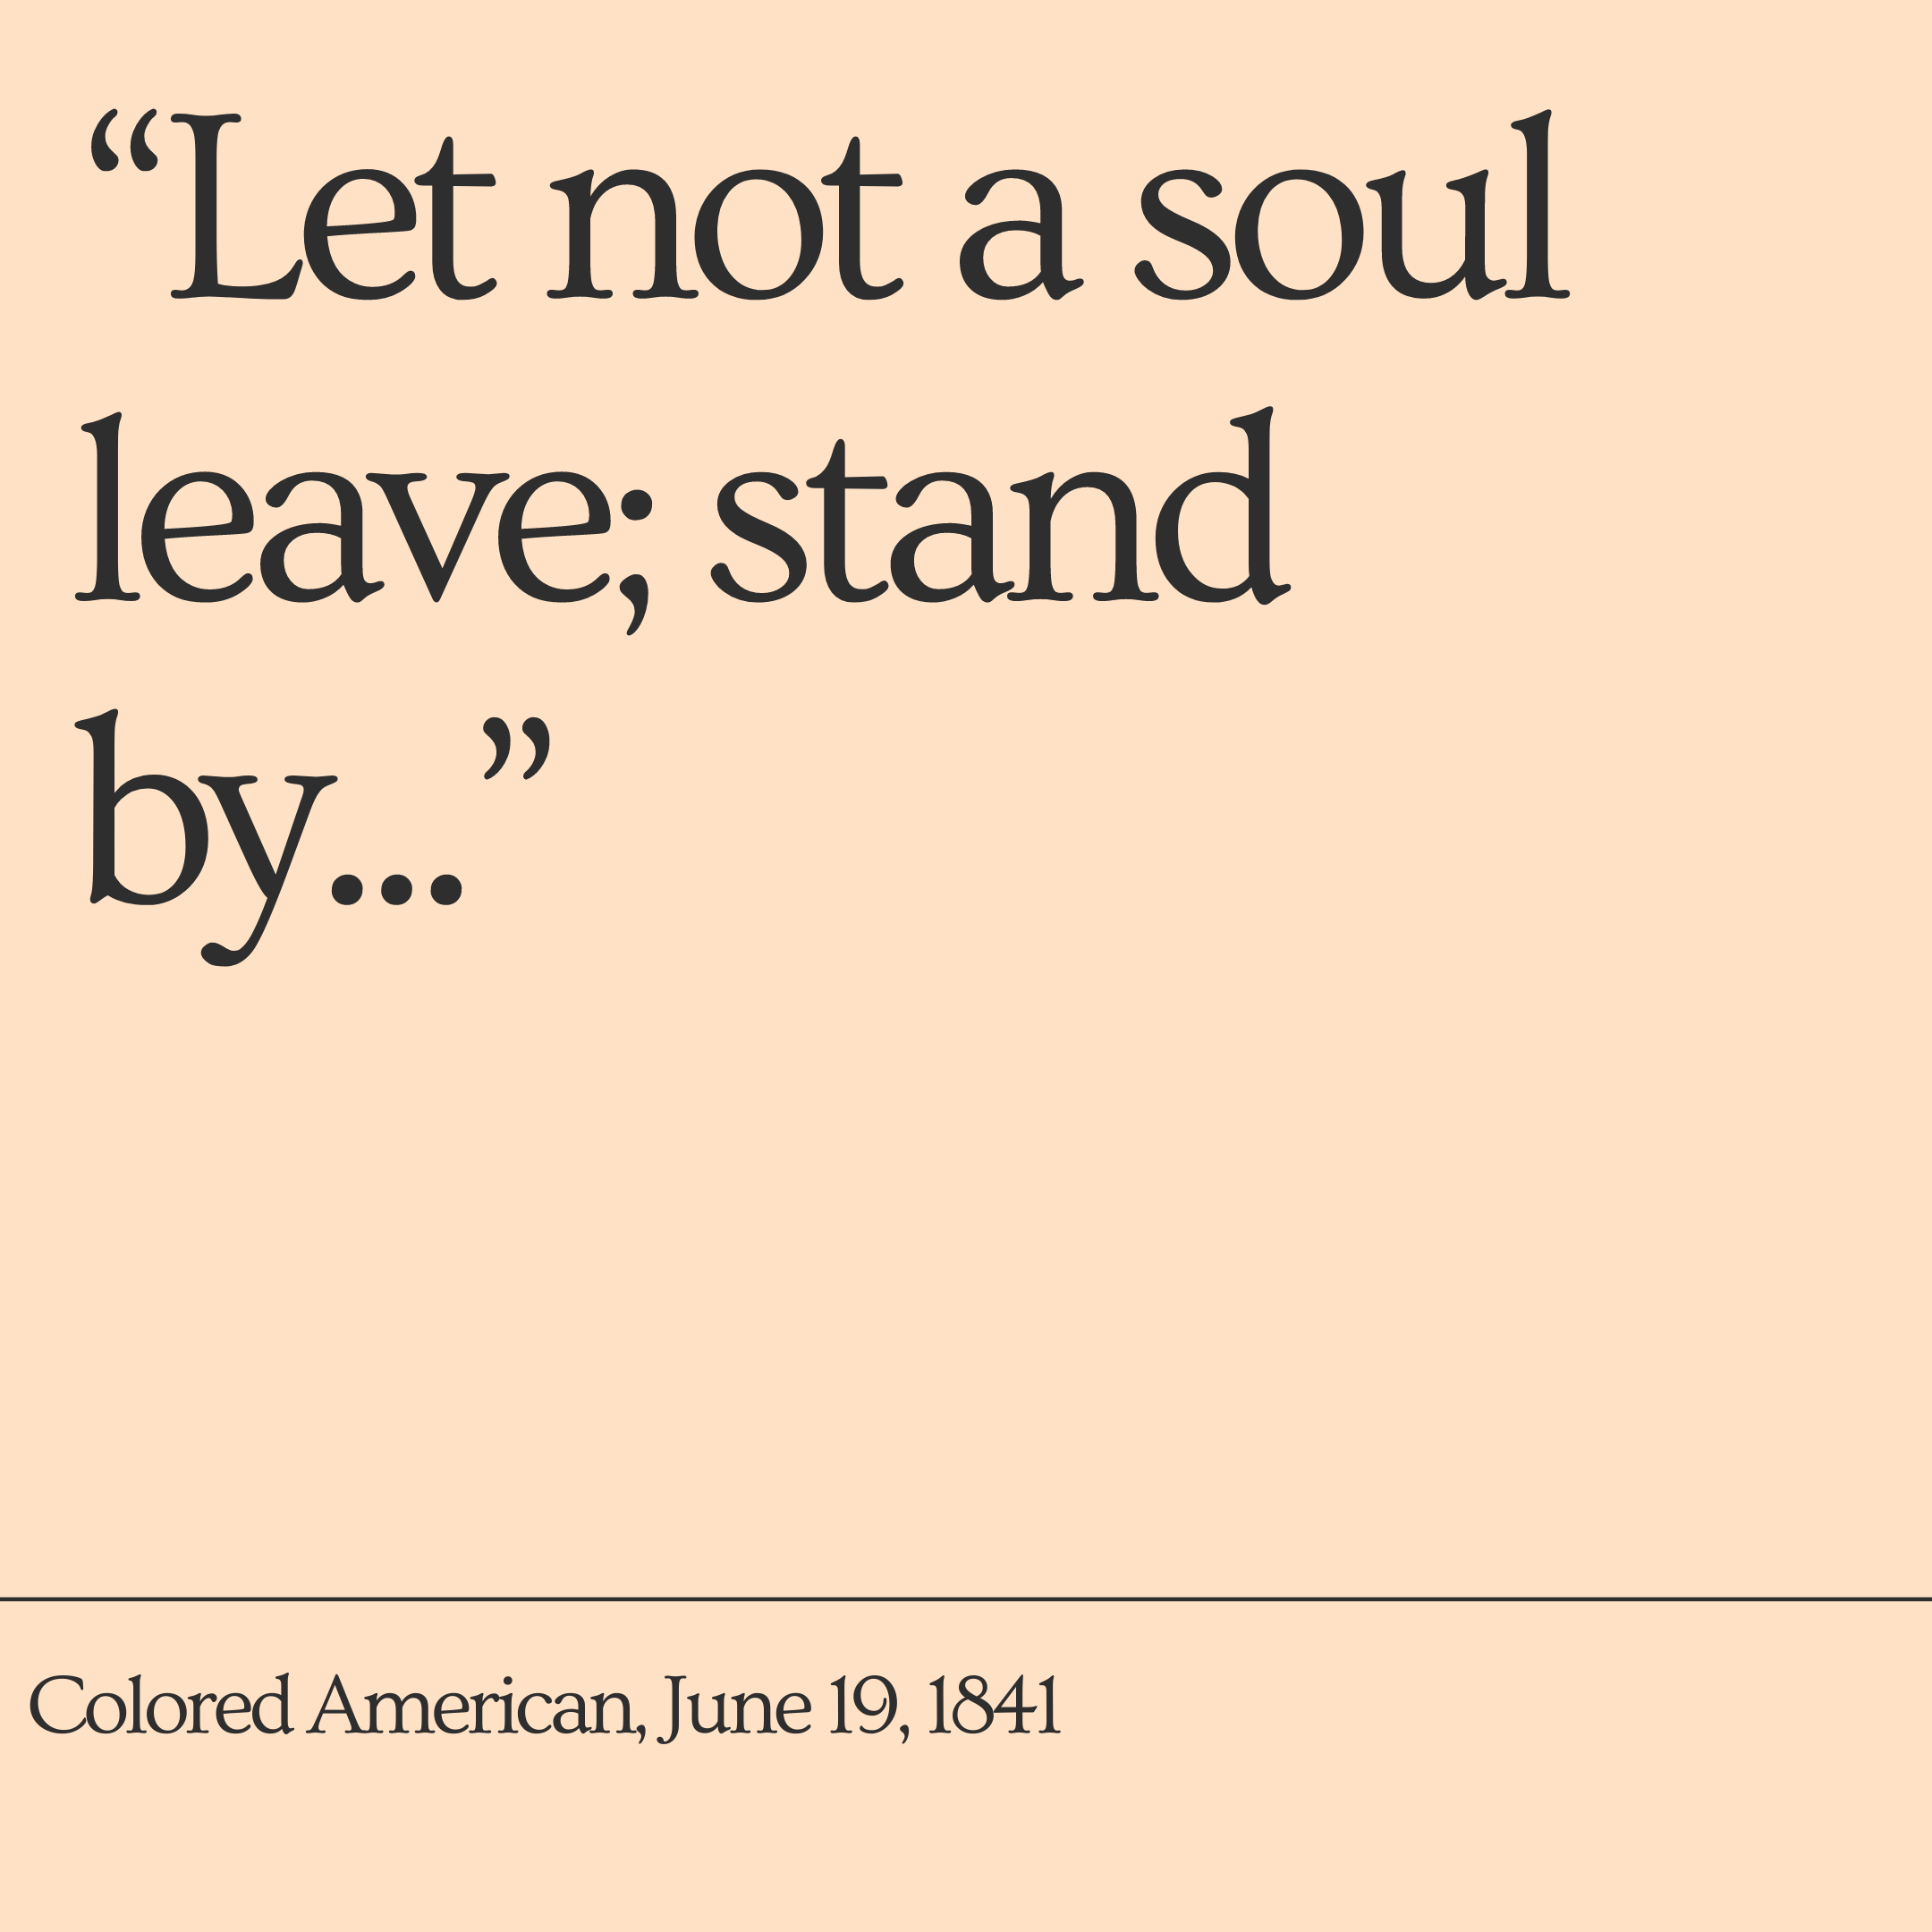 “Let not a soul
leave; stand
by...”
Colored American, June 19, 1841